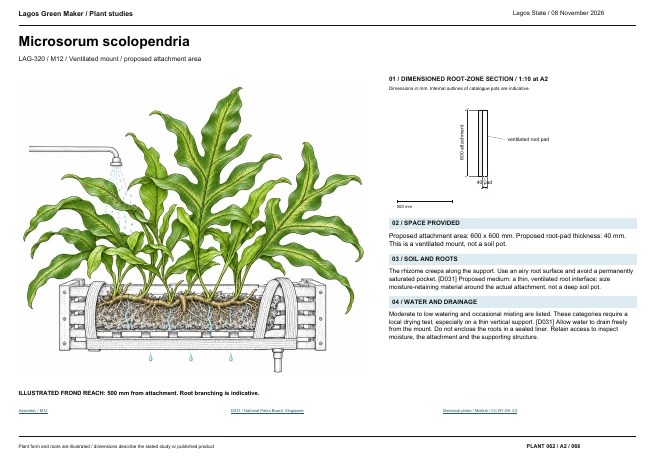 Lagos Green Maker / Plant studies
Lagos State / 08 November 2026
Microsorum scolopendria
LAG-320 / M12 / Ventilated mount / proposed attachment area
01 / DIMENSIONED ROOT-ZONE SECTION / 1:10 at A2
Dimensions in mm. Internal outlines of catalogue pots are indicative.
600 attachment
ventilated root pad
40 pad
500 mm
02 / SPACE PROVIDED
Proposed attachment area: 600 x 600 mm. Proposed root-pad thickness: 40 mm.
This is a ventilated mount, not a soil pot.
03 / SOIL AND ROOTS
The rhizome creeps along the support. Use an airy root surface and avoid a permanently
saturated pocket. [D031] Proposed medium: a thin, ventilated root interface; size
moisture-retaining material around the actual attachment, not a deep soil pot.
04 / WATER AND DRAINAGE
Moderate to low watering and occasional misting are listed. These categories require a
local drying test, especially on a thin vertical support. [D031] Allow water to drain freely
from the mount. Do not enclose the roots in a sealed liner. Retain access to inspect
moisture, the attachment and the supporting structure.
ILLUSTRATED FROND REACH: 500 mm from attachment. Root branching is indicative.
Assembly / M12
D031 / National Parks Board, Singapore
Botanical photo / Mokkie / CC BY-SA 3.0
Plant form and roots are illustrated / dimensions describe the stated study or published product
PLANT 062 / A2 / 066